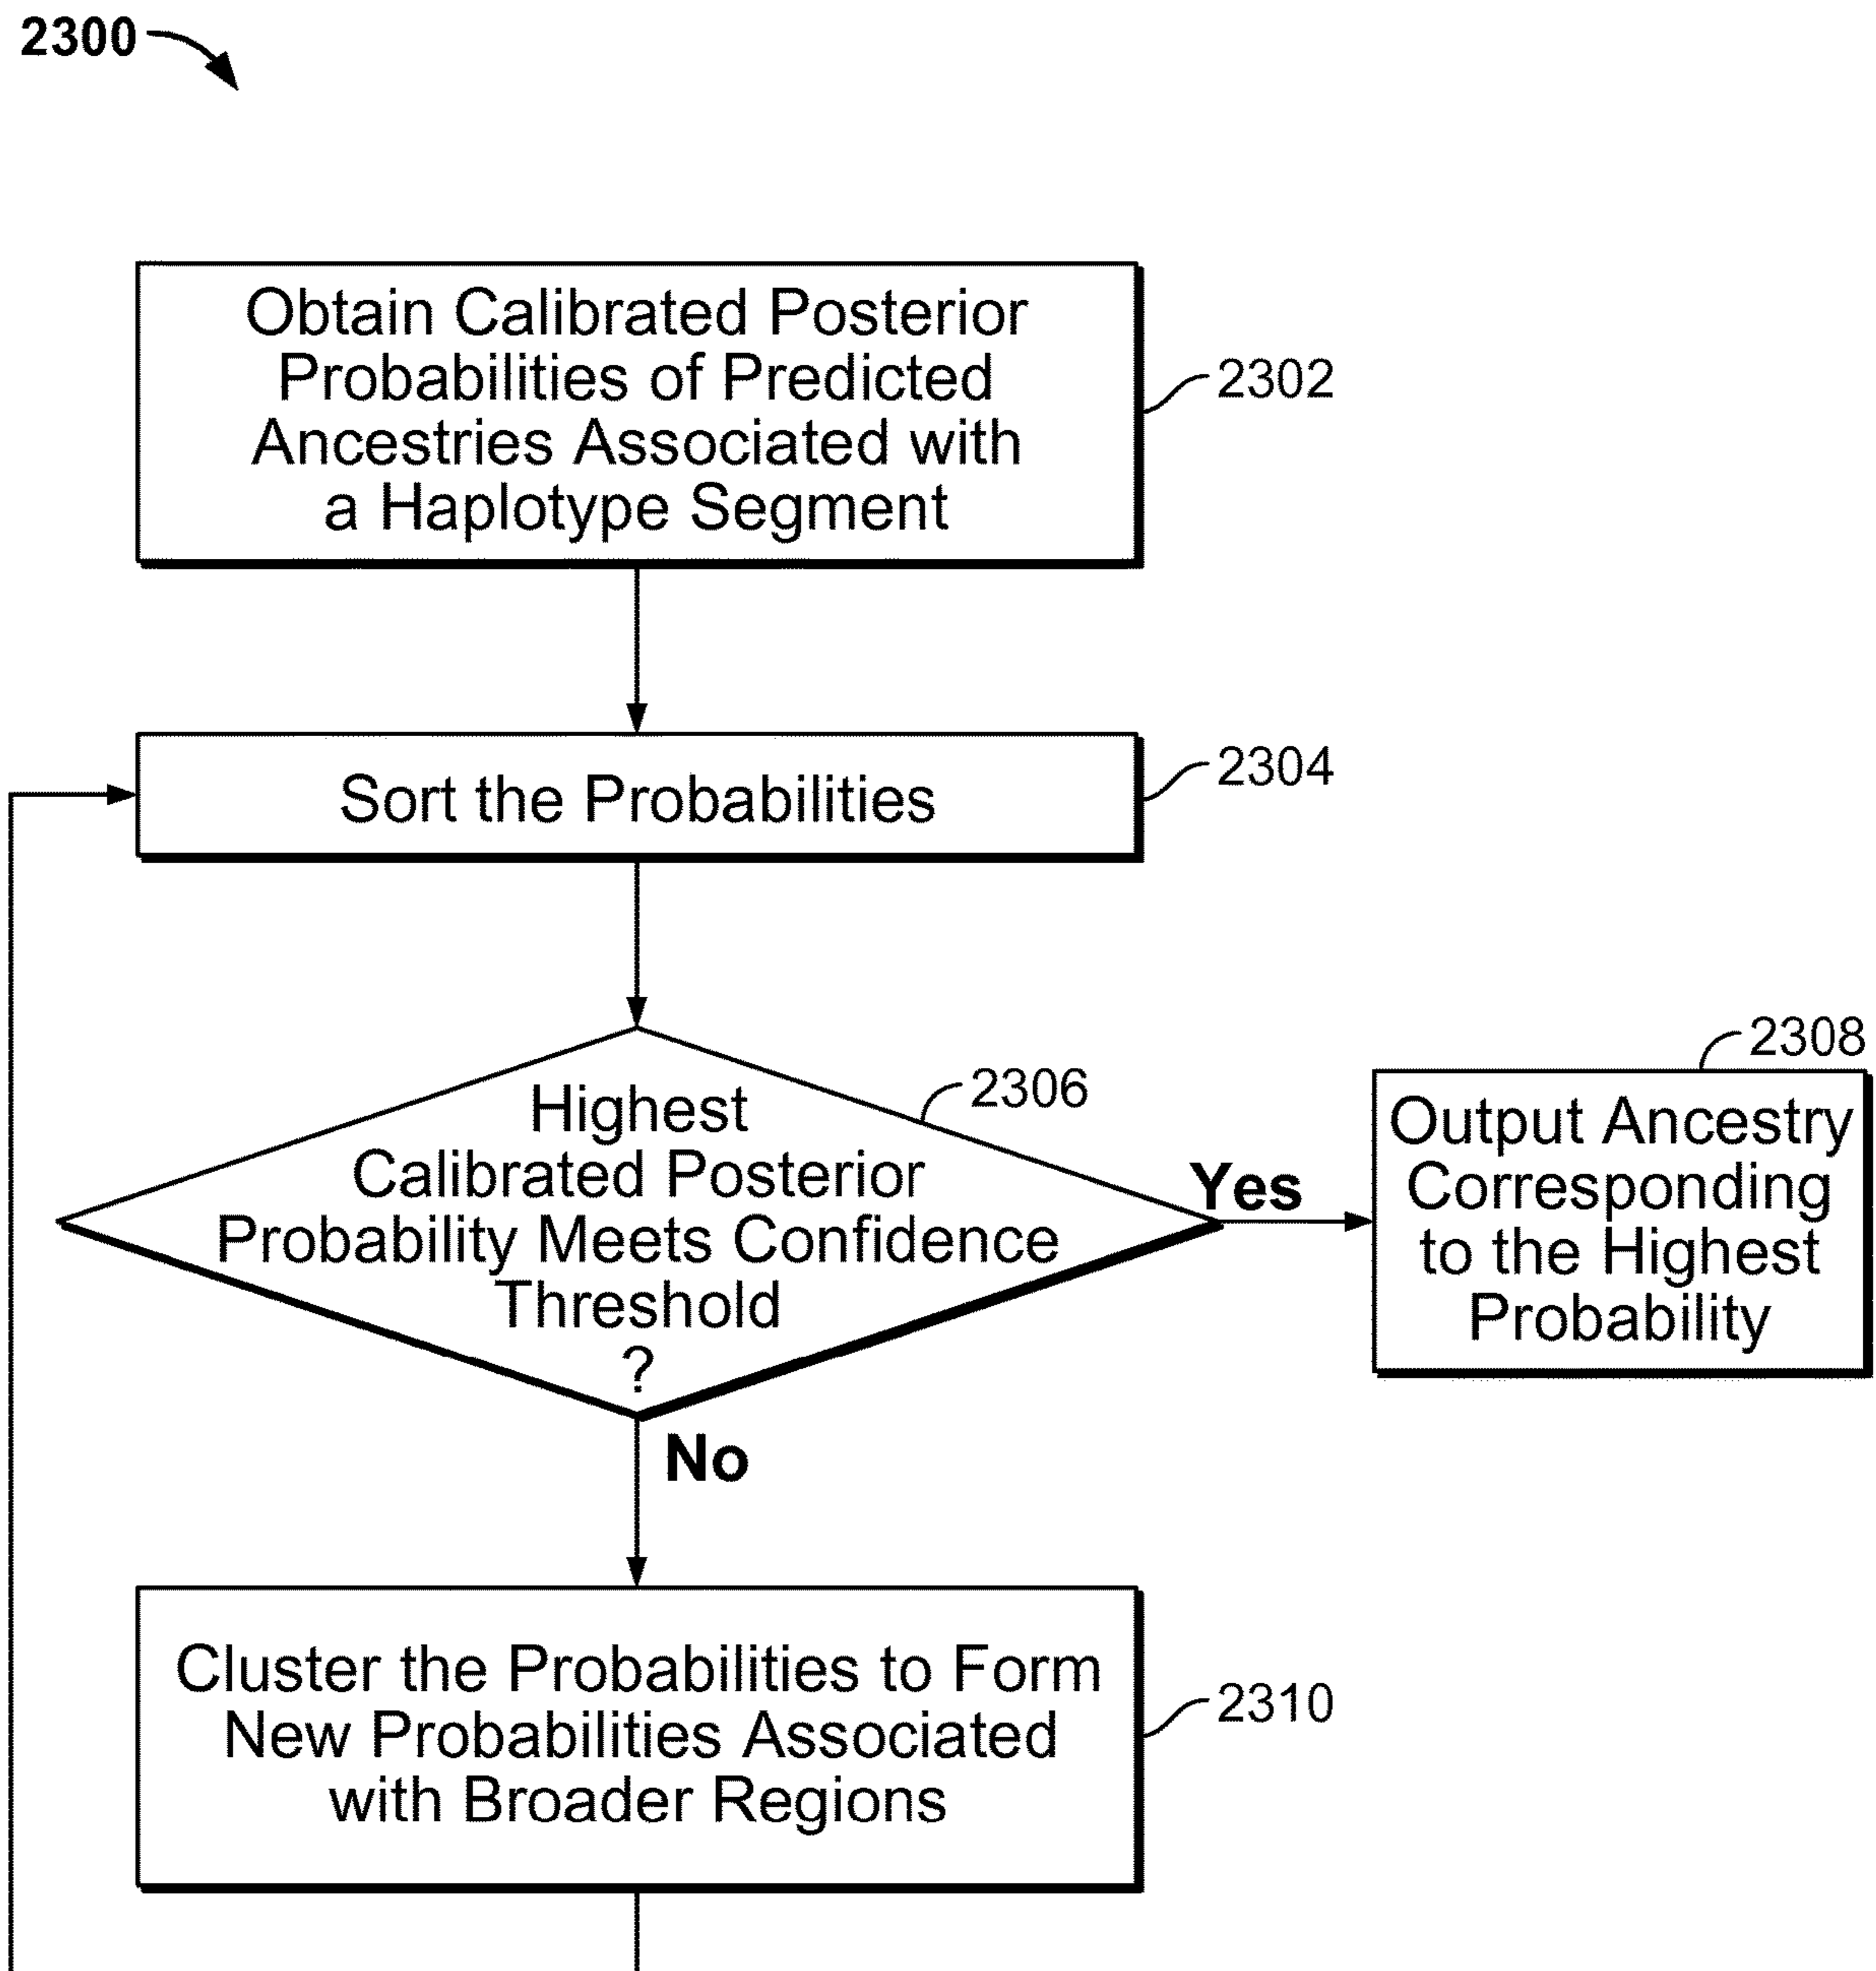 2300
Obtain Calibrated Posterior
Probabilities of Predicted
Ancestries Associated with
a Haplotype Segment
2302
Sort the Probabilities
2304
Highest
Calibrated Posterior
Probability Meets Confidence
Threshold
?
2306
Yes
2308
Output Ancestry
Corresponding
to the Highest
Probability
No
Cluster the Probabilities to Form
New Probabilities Associated
with Broader Regions
2310